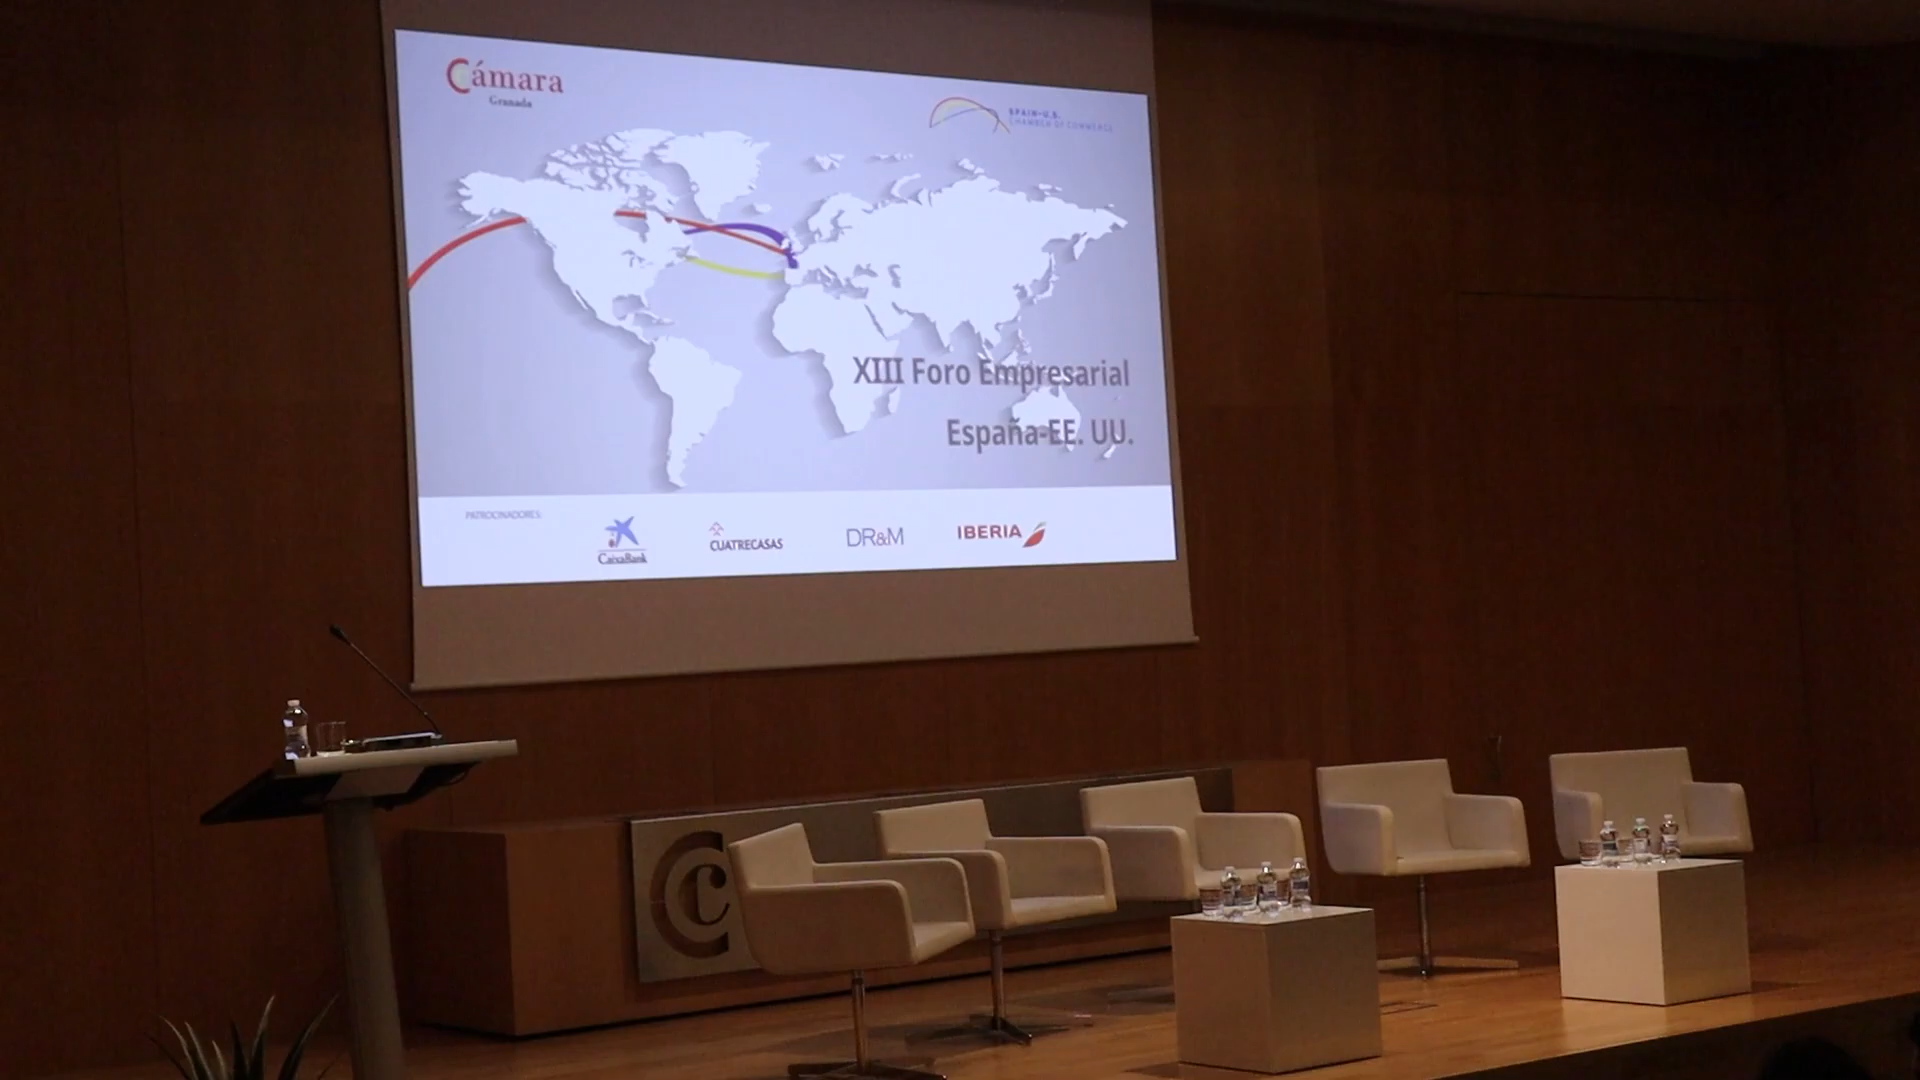 Cámara
Granada
SPAIN-U.S.
CHAMBER OF COMMERCE
XIII Foro Empresarial
España-EE. UU.
PATROCINADORES:
CaixaBank
CUATRECASAS
DR&M
IBERIA